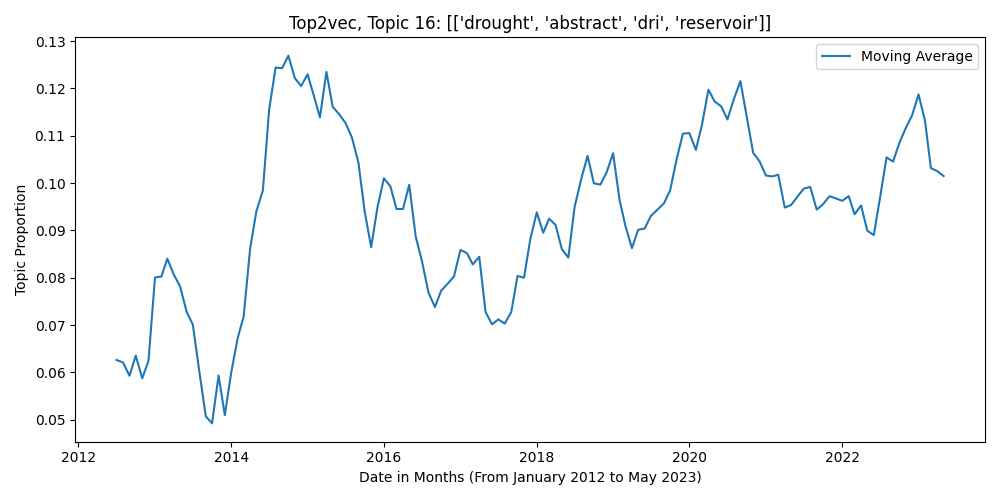 Top2vec, Topic 16: [['drought', 'abstract', 'dri', 'reservoir']]
Moving Average
0.13
0.12
0.11
0.10
0.09
0.08
0.07
0.06
0.05
Topic Proportion
2012 2014 2016 2018 2020 2022
Date in Months (From January 2012 to May 2023)